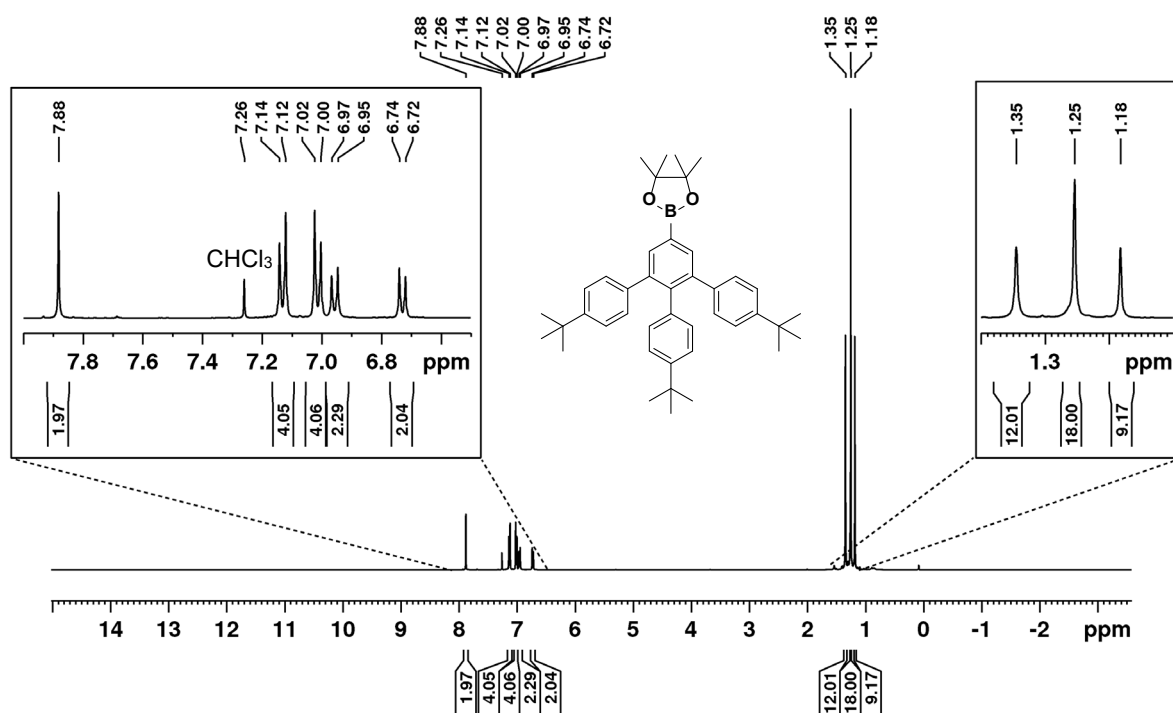 7.88 7.26 7.14 7.12 7.02 7.00 6.97 6.95 6.74 6.72
1.35 1.25 1.18
7.88 7.26 7.14 7.12 7.02 7.00 6.97 6.95 6.74 6.72
CHCl3
7.8 7.6 7.4 7.2 7.0 6.8 ppm
1.97 4.05 4.06 2.29 2.04
O O
B
1.35 1.25 1.18
1.3 ppm
12.01 18.00 9.17
14 13 12 11 10 9 8 7 6 5 4 3 2 1 0 -1 -2 ppm
1.97 4.05 4.06 2.29 2.04 12.01 18.00 9.17